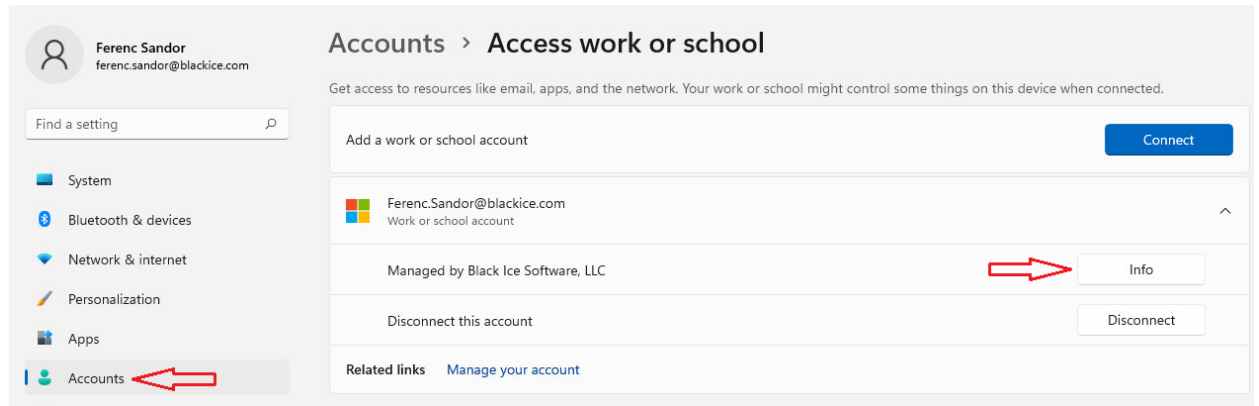 Ferenc Sandor
ferenc.sandor@blackice.com
Find a setting
System
Bluetooth & devices
Network & internet
Personalization
Apps
Accounts
Accounts > Access work or school
Get access to resources like email, apps, and the network. Your work or school might control some things on this device when connected.
Add a work or school account
Connect
Ferenc.Sandor@blackice.com
Work or school account
Managed by Black Ice Software, LLC
Info
Disconnect this account
Disconnect
Related links Manage your account